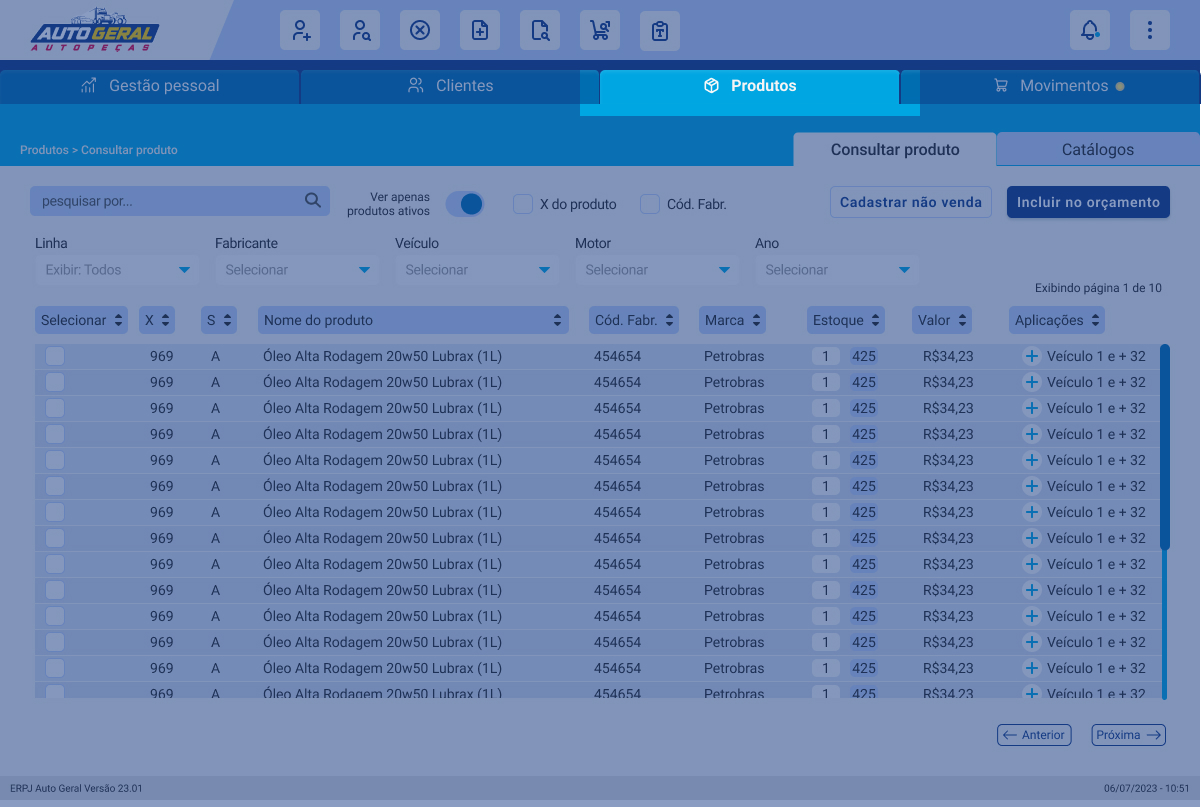 AUTO GERAL
AUTOPEÇAS
Gestão pessoal
Clientes
Produtos
Movimentos
Produtos > Consultar produto
Consultar produto
Catálogos
pesquisar por...
Ver apenas
produtos ativos
X do produto
Cód. Fabr.
Cadastrar não venda
Incluir no orçamento
Linha
Fabricante
Veículo
Motor
Ano
Exibir: Todos
Selecionar
Selecionar
Selecionar
Selecionar
Exibindo página 1 de 10
Selecionar X S Nome do produto Cód. Fabr. Marca Estoque Valor Aplicações
969 A Óleo Alta Rodagem 20w50 Lubrax (1L) 454654 Petrobras 1 425 R$34,23 + Veículo 1 e + 32
969 A Óleo Alta Rodagem 20w50 Lubrax (1L) 454654 Petrobras 1 425 R$34,23 + Veículo 1 e + 32
969 A Óleo Alta Rodagem 20w50 Lubrax (1L) 454654 Petrobras 1 425 R$34,23 + Veículo 1 e + 32
969 A Óleo Alta Rodagem 20w50 Lubrax (1L) 454654 Petrobras 1 425 R$34,23 + Veículo 1 e + 32
969 A Óleo Alta Rodagem 20w50 Lubrax (1L) 454654 Petrobras 1 425 R$34,23 + Veículo 1 e + 32
969 A Óleo Alta Rodagem 20w50 Lubrax (1L) 454654 Petrobras 1 425 R$34,23 + Veículo 1 e + 32
969 A Óleo Alta Rodagem 20w50 Lubrax (1L) 454654 Petrobras 1 425 R$34,23 + Veículo 1 e + 32
969 A Óleo Alta Rodagem 20w50 Lubrax (1L) 454654 Petrobras 1 425 R$34,23 + Veículo 1 e + 32
969 A Óleo Alta Rodagem 20w50 Lubrax (1L) 454654 Petrobras 1 425 R$34,23 + Veículo 1 e + 32
969 A Óleo Alta Rodagem 20w50 Lubrax (1L) 454654 Petrobras 1 425 R$34,23 + Veículo 1 e + 32
969 A Óleo Alta Rodagem 20w50 Lubrax (1L) 454654 Petrobras 1 425 R$34,23 + Veículo 1 e + 32
969 A Óleo Alta Rodagem 20w50 Lubrax (1L) 454654 Petrobras 1 425 R$34,23 + Veículo 1 e + 32
969 A Óleo Alta Rodagem 20w50 Lubrax (1L) 454654 Petrobras 1 425 R$34,23 + Veículo 1 e + 32
969 A Óleo Alta Rodagem 20w50 Lubrax (1L) 454654 Petrobras 1 425 R$34,23 + Veículo 1 e + 32
Anterior
Próxima
ERPJ Auto Geral Versão 23.01
06/07/2023 - 10:51